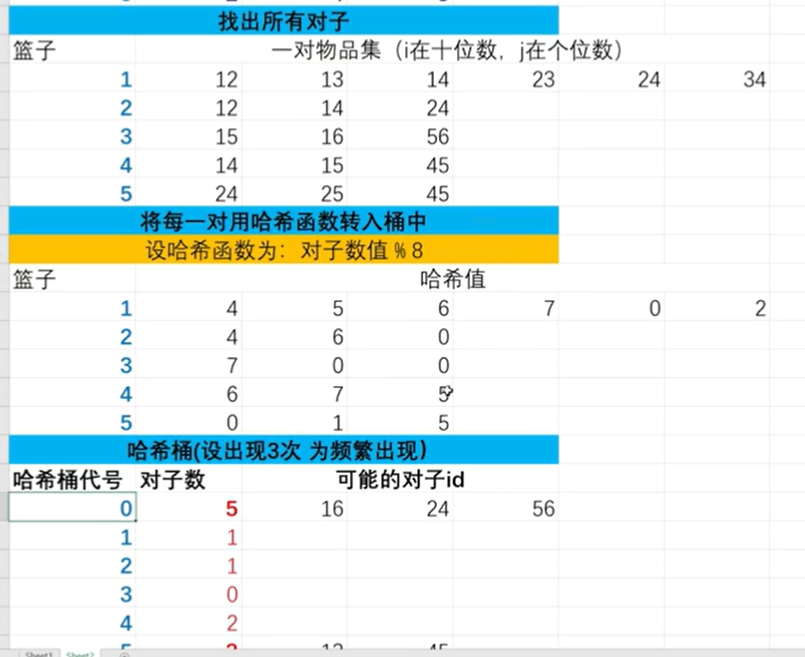 找出所有对子
篮子 一对物品集（i在十位数，j在个位数）
1 12 13 14 23 24 34
2 12 14 24
3 15 16 56
4 14 15 45
5 24 25 45
将每一对用哈希函数转入桶中
设哈希函数为：对子数值 % 8
篮子 哈希值
1 4 5 6 7 0 2
2 4 6 0
3 7 0 0
4 6 7 5
5 0 1 5
哈希桶(设出现3次 为频繁出现）
哈希桶代号 对子数 可能的对子id
0 5 16 24 56
1 1
2 1
3 0
4 2
5 3 13 45
Sheet1 Sheet2